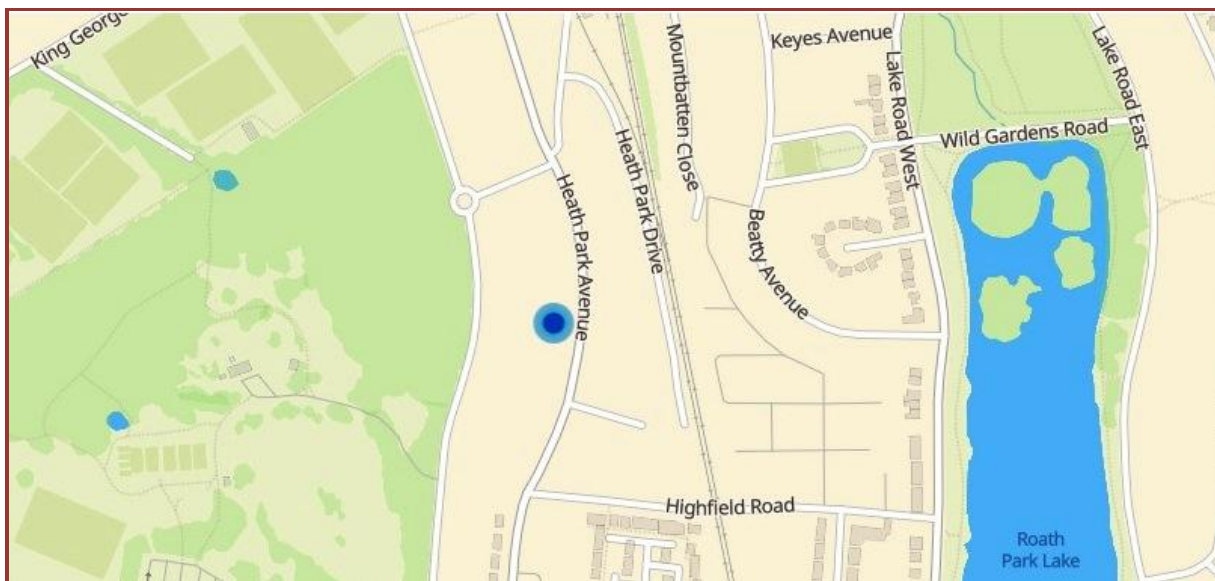 King George
Keyes Avenue
Mountbatten Close
Lake Road West
Lake Road East
Wild Gardens Road
Heath Park Drive
Heath Park Avenue
Beatty Avenue
Highfield Road
Roath
Park Lake